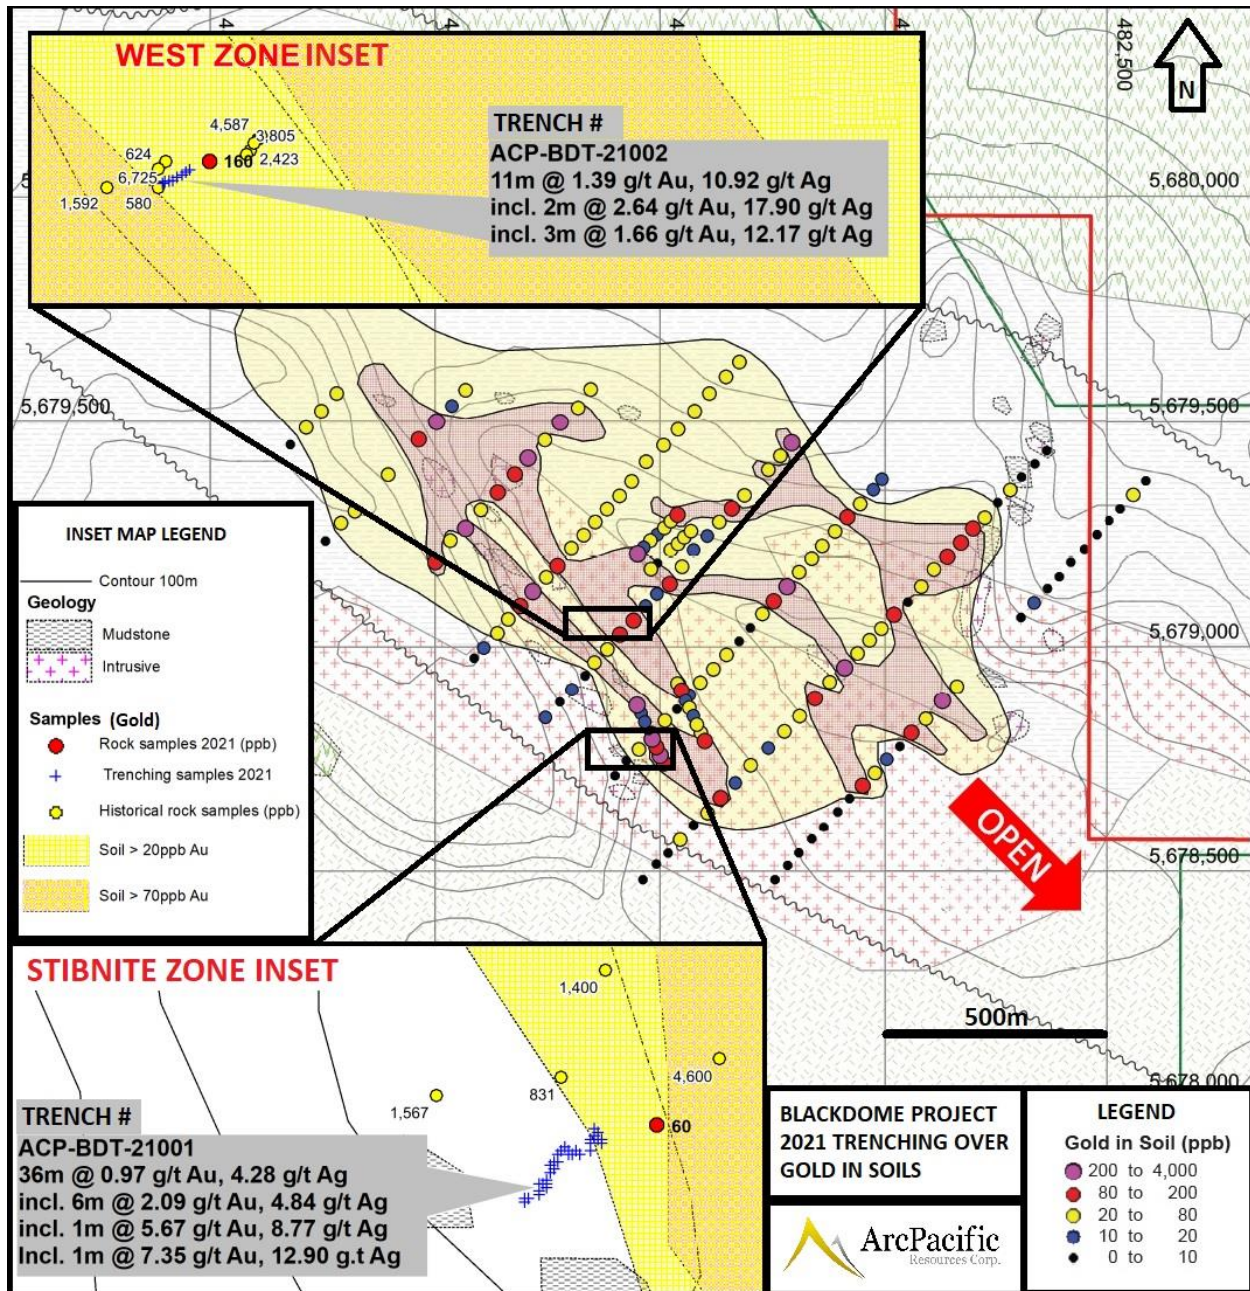 482,500
N
WEST ZONE INSET
4,587
3,805
624
160
2,423
6,725
1,592
580
TRENCH #
ACP-BDT-21002
11m @ 1.39 g/t Au, 10.92 g/t Ag
incl. 2m @ 2.64 g/t Au, 17.90 g/t Ag
incl. 3m @ 1.66 g/t Au, 12.17 g/t Ag
5,680,000
5,679,500
5,679,500
5,679,000
5,678,500
5,678,000
INSET MAP LEGEND
Contour 100m
Geology
Mudstone
Intrusive
Samples (Gold)
Rock samples 2021 (ppb)
Trenching samples 2021
Historical rock samples (ppb)
Soil > 20ppb Au
Soil > 70ppb Au
OPEN
500m
STIBNITE ZONE INSET
1,400
4,600
831
1,567
60
TRENCH #
ACP-BDT-21001
36m @ 0.97 g/t Au, 4.28 g/t Ag
incl. 6m @ 2.09 g/t Au, 4.84 g/t Ag
incl. 1m @ 5.67 g/t Au, 8.77 g/t Ag
Incl. 1m @ 7.35 g/t Au, 12.90 g.t Ag
BLACKDOME PROJECT
2021 TRENCHING OVER
GOLD IN SOILS
ArcPacific
Resources Corp.
LEGEND
Gold in Soil (ppb)
200 to 4,000
80 to 200
20 to 80
10 to 20
0 to 10